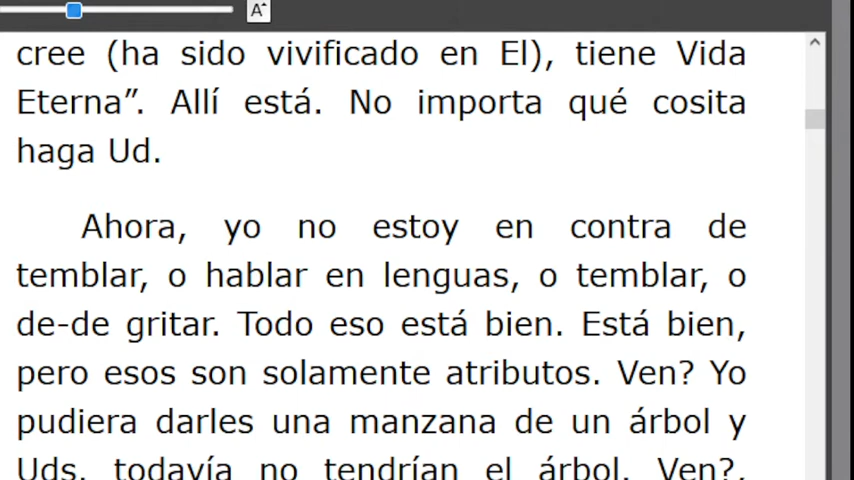 A
cree (ha sido vivificado en El), tiene Vida
Eterna”. Allí está. No importa qué cosita
haga Ud.
Ahora, yo no estoy en contra de
temblar, o hablar en lenguas, o temblar, o
de-de gritar. Todo eso está bien. Está bien,
pero esos son solamente atributos. Ven? Yo
pudiera darles una manzana de un árbol y
Uds. todavía no tendrían el árbol. Ven?,